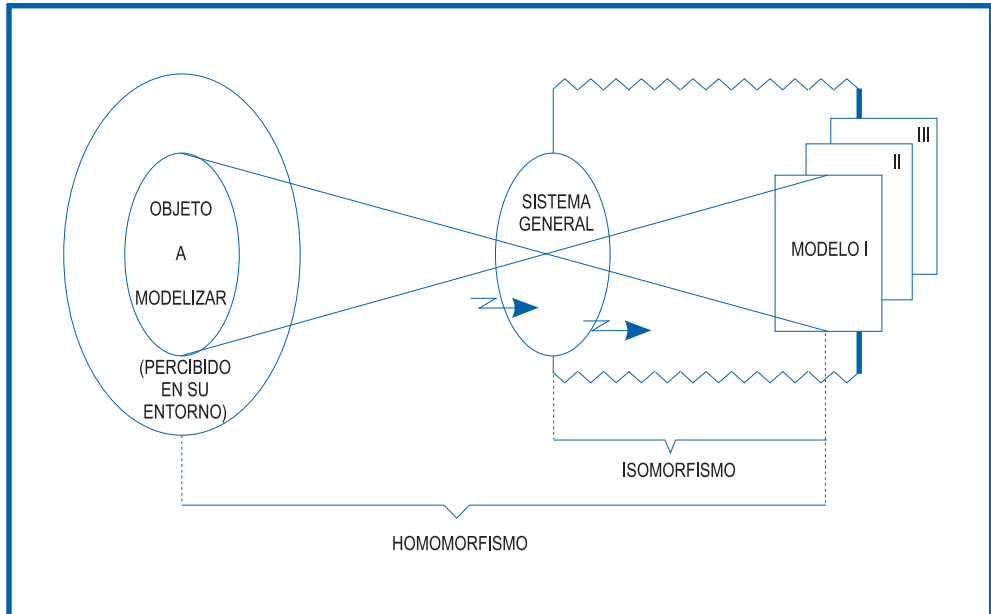 OBJETO
A
MODELIZAR
(PERCIBIDO
EN SU
ENTORNO)
SISTEMA
GENERAL
III
II
MODELO I
ISOMORFISMO
HOMOMORFISMO